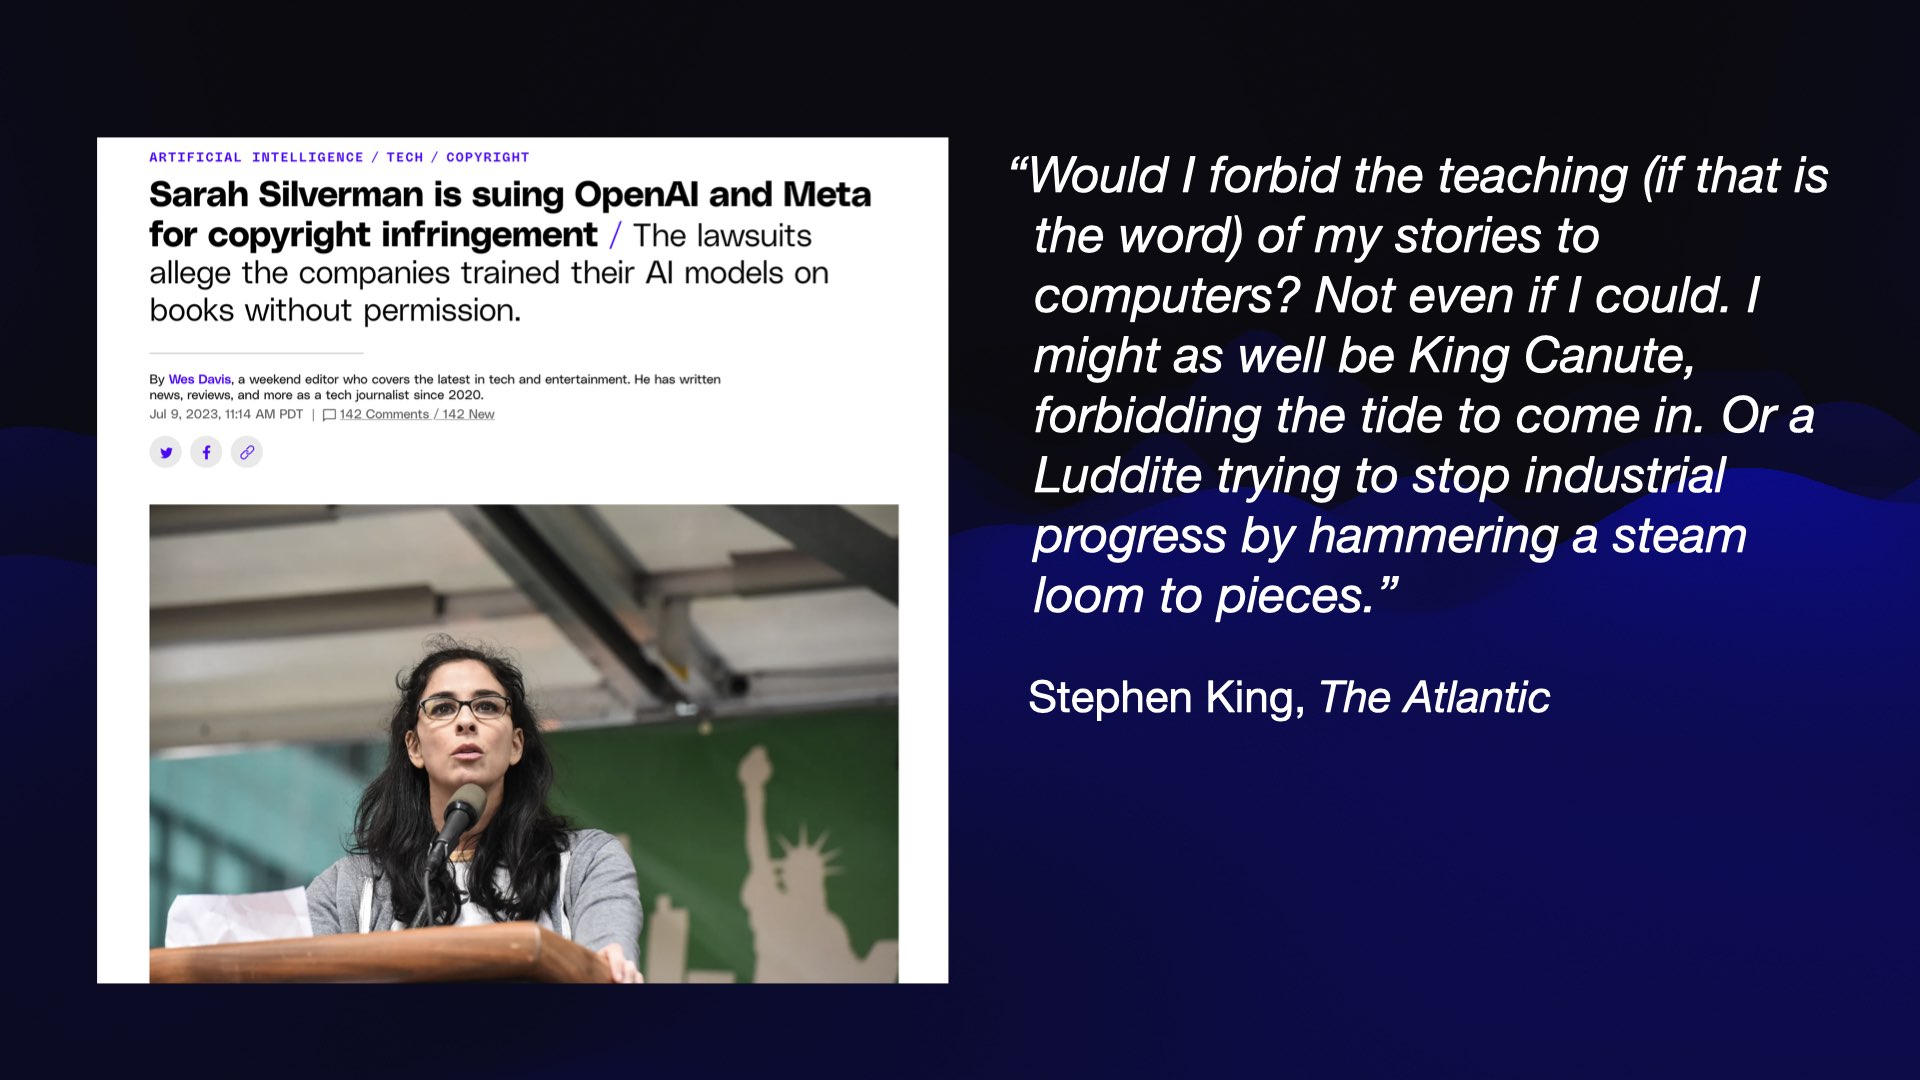 ARTIFICIAL INTELLIGENCE / TECH / COPYRIGHT
Sarah Silverman is suing OpenAI and Meta
for copyright infringement / The lawsuits
allege the companies trained their AI models on
books without permission.
By Wes Davis, a weekend editor who covers the latest in tech and entertainment. He has written
news, reviews, and more as a tech journalist since 2020.
Jul 9, 2023, 11:14 AM PDT | 142 Comments / 142 New
“Would I forbid the teaching (if that is
the word) of my stories to
computers? Not even if I could. I
might as well be King Canute,
forbidding the tide to come in. Or a
Luddite trying to stop industrial
progress by hammering a steam
loom to pieces.”
Stephen King, The Atlantic